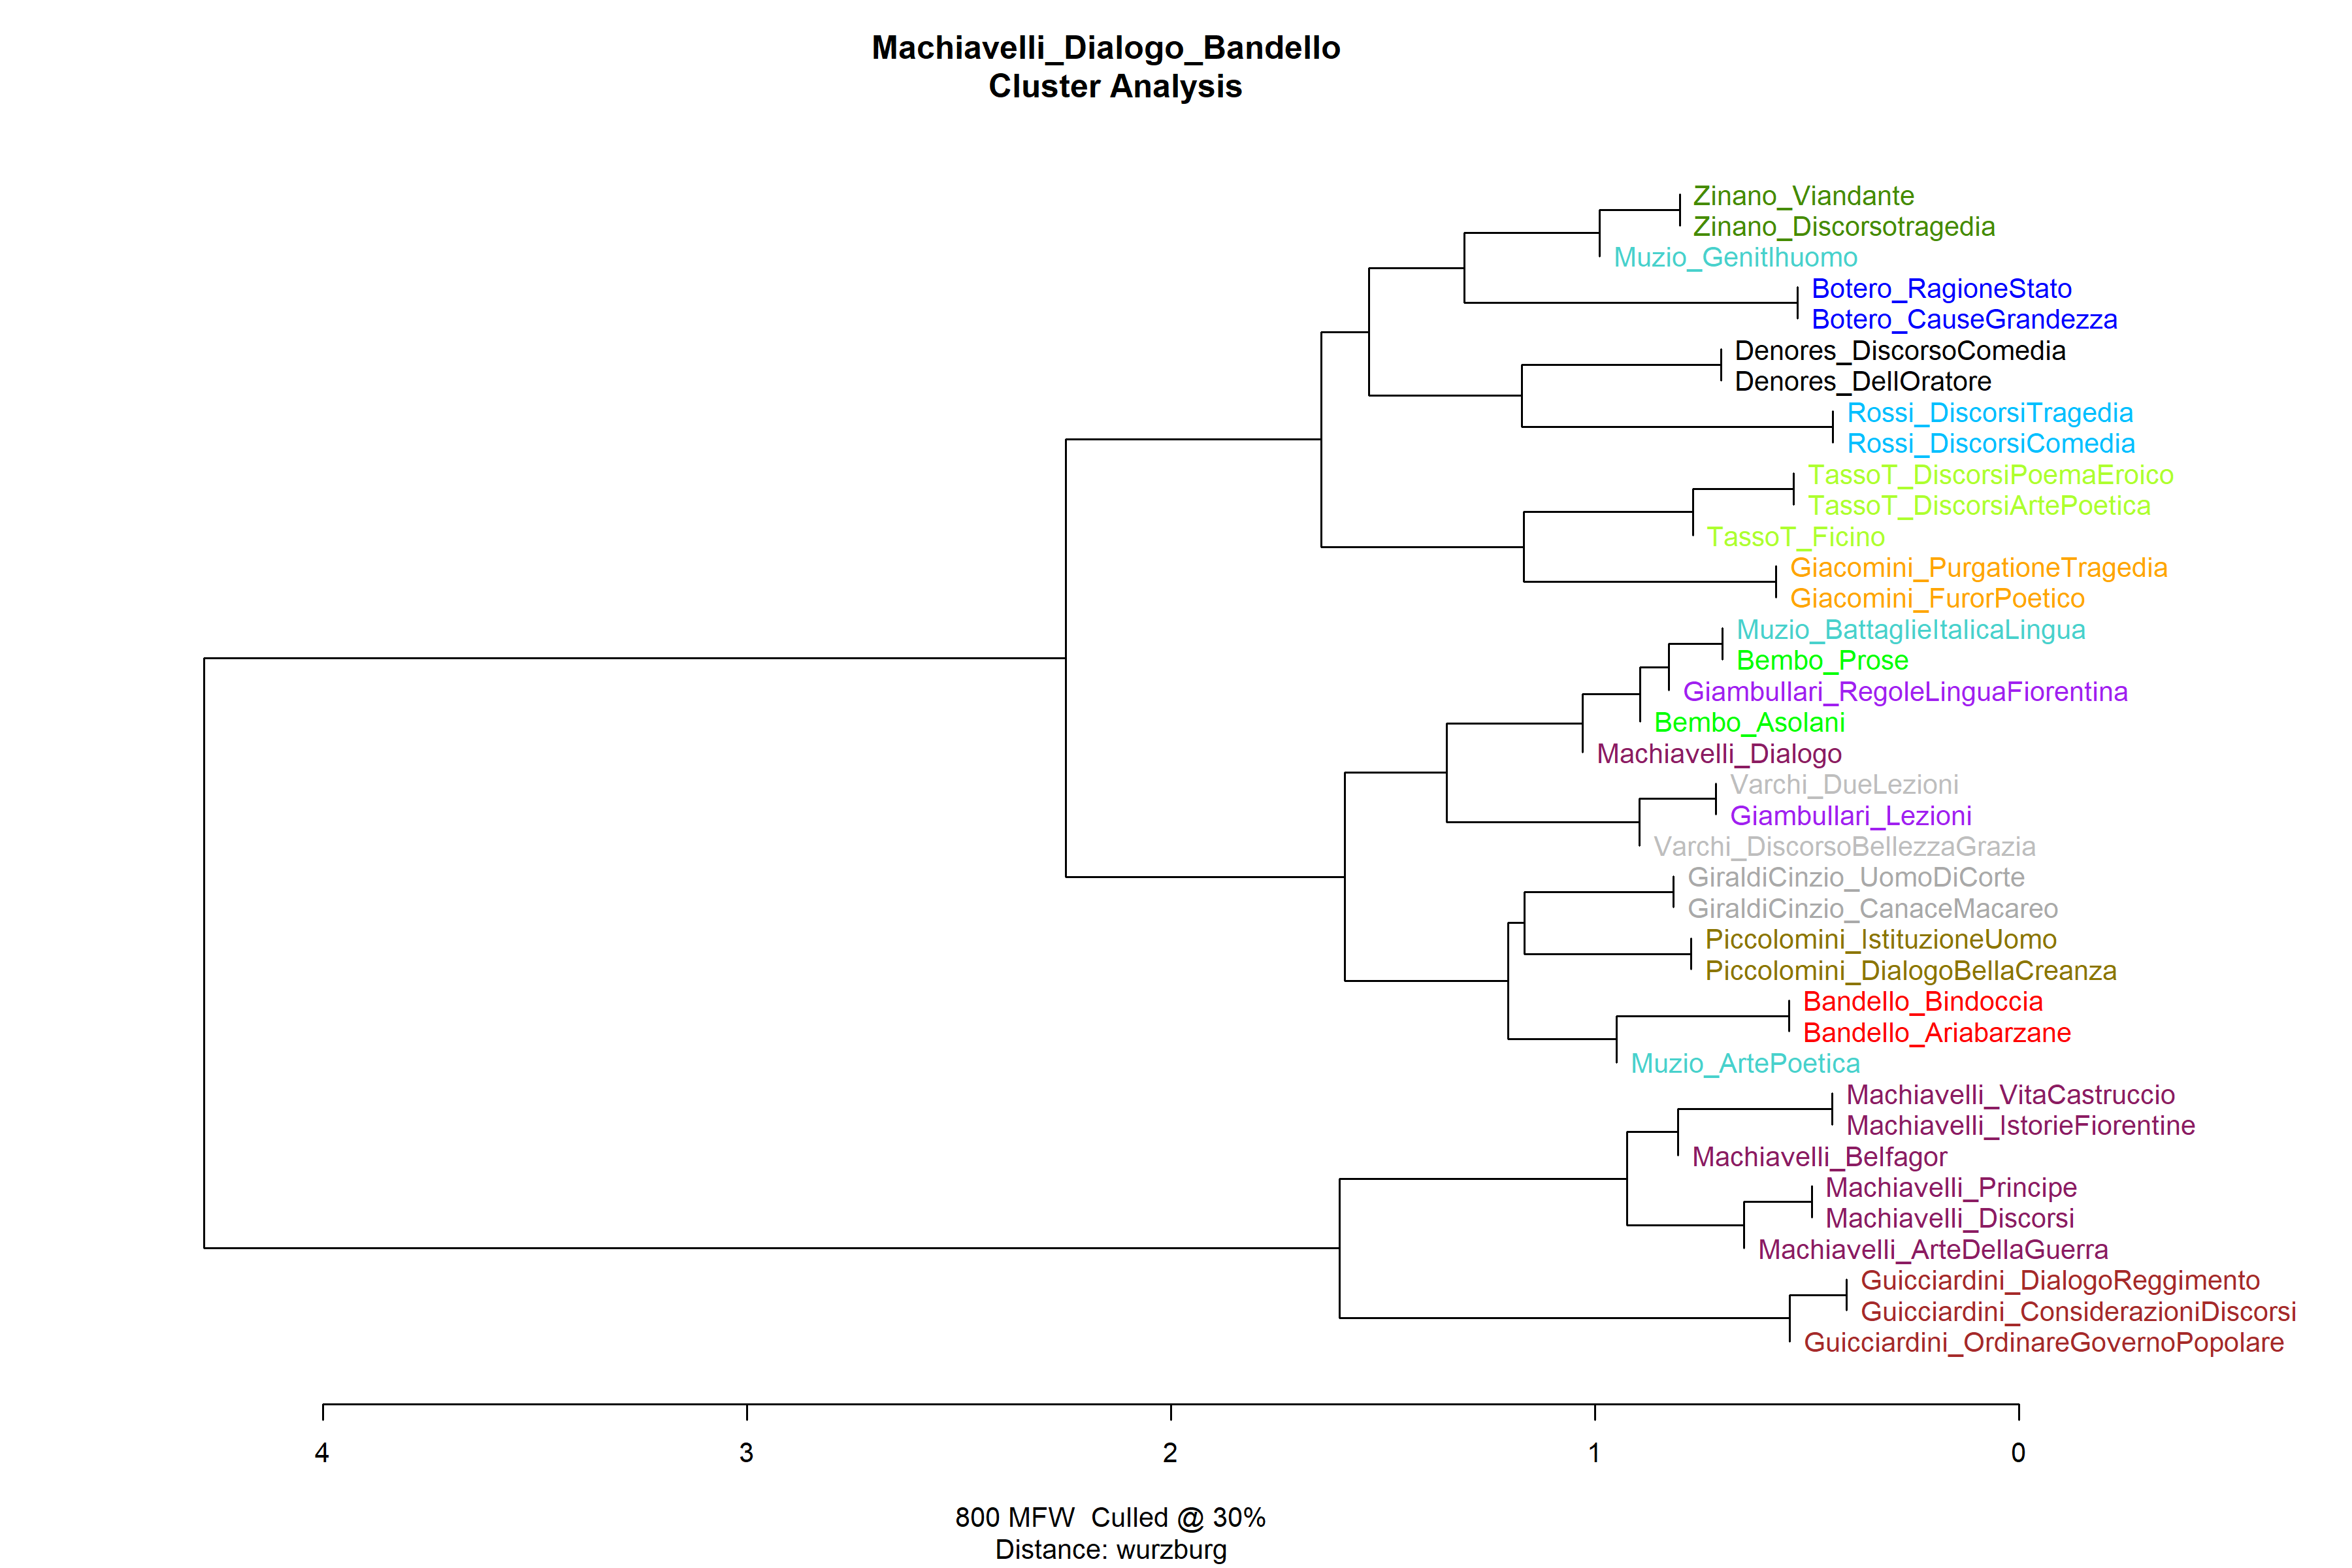 Machiavelli_Dialogo_Bandello
Cluster Analysis
Zinano_Viandante
Zinano_Discorsotragedia
Muzio_Genitlhuomo
Botero_RagioneStato
Botero_CauseGrandezza
Denores_DiscorsoComedia
Denores_DellOratore
Rossi_DiscorsiTragedia
Rossi_DiscorsiComedia
TassoT_DiscorsiPoemaEroico
TassoT_DiscorsiArtePoetica
TassoT_Ficino
Giacomini_PurgationeTragedia
Giacomini_FurorPoetico
Muzio_BattaglieItalicaLingua
Bembo_Prose
Giambullari_RegoleLinguaFiorentina
Bembo_Asolani
Machiavelli_Dialogo
Varchi_DueLezioni
Giambullari_Lezioni
Varchi_DiscorsoBellezzaGrazia
GiraldiCinzio_UomoDiCorte
GiraldiCinzio_CanaceMacareo
Piccolomini_IstituzioneUomo
Piccolomini_DialogoBellaCreanza
Bandello_Bindoccia
Bandello_Ariabarzane
Muzio_ArtePoetica
Machiavelli_VitaCastruccio
Machiavelli_IstorieFiorentine
Machiavelli_Belfagor
Machiavelli_Principe
Machiavelli_Discorsi
Machiavelli_ArteDellaGuerra
Guicciardini_DialogoReggimento
Guicciardini_ConsiderazioniDiscorsi
Guicciardini_OrdinareGovernoPopolare
4 3 2 1 0
800 MFW  Culled @ 30%
Distance: wurzburg